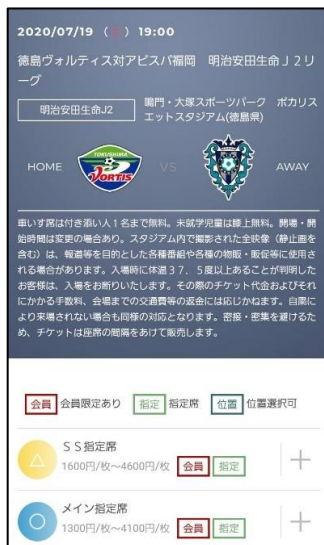 2020/07/19 (日) 19:00
徳島ヴォルティス対アビスパ福岡 明治安田生命J2リ
ーグ
明治安田生命J2
鳴門・大塚スポーツパーク ポカリス
エットスタジアム(徳島県)
HOME
TOKUSHIMA
VORTIS
VS
AWAY
車いす席は付き添い人1名まで無料。未就学児童は膝上無料。開場・開
始時間は変更の場合あり。スタジアム内で撮影された全映像(静止画を
含む)は、報道等を目的とした各種番組や各種の物販・販促等に使用さ
れる場合があります。入場時に体温37.5度以上あることが判明した
お客様は、入場をお断りいたします。その際のチケット代金およびそれ
にかかる手数料、会場までの交通費等の返金には応じかねます。自粛に
より来場されない場合も同様の対応となります。密接・密集を避けるた
め、チケットは座席の間隔をあけて販売します。
会員 会員限定あり 指定 指定席 位置 位置選択可
SS指定席
1600円/枚~4600円/枚 会員 指定
メイン指定席
1300円/枚~4100円/枚 会員 指定